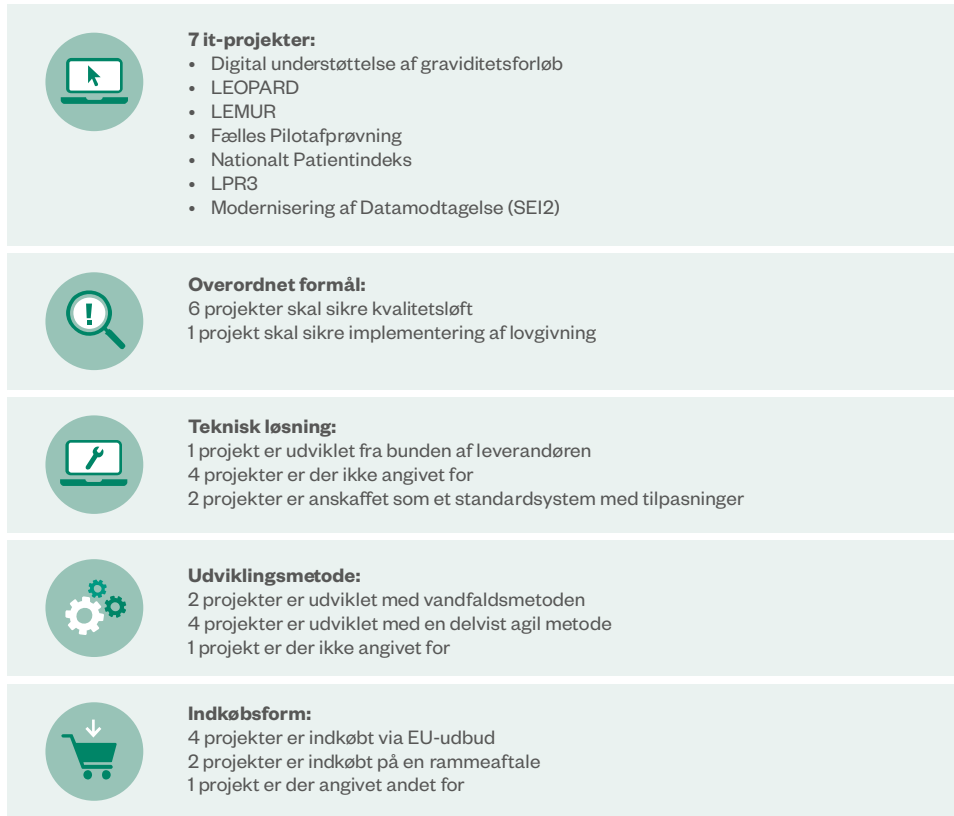 7 it-projekter:
• Digital understøttelse af graviditetsforløb
• LEOPARD
• LEMUR
• Fælles Pilotafprøvning
• Nationalt Patientindeks
• LPR3
• Modernisering af Datamodtagelse (SEI2)
Overordnet formål:
6 projekter skal sikre kvalitetsløft
1 projekt skal sikre implementering af lovgivning
Teknisk løsning:
1 projekt er udviklet fra bunden af leverandøren
4 projekter er der ikke angivet for
2 projekter er anskaffet som et standardsystem med tilpasninger
Udviklingsmetode:
2 projekter er udviklet med vandfaldsmetoden
4 projekter er udviklet med en delvist agil metode
1 projekt er der ikke angivet for
Indkøbsform:
4 projekter er indkøbt via EU-udbud
2 projekter er indkøbt på en rammeaftale
1 projekt er der angivet andet for